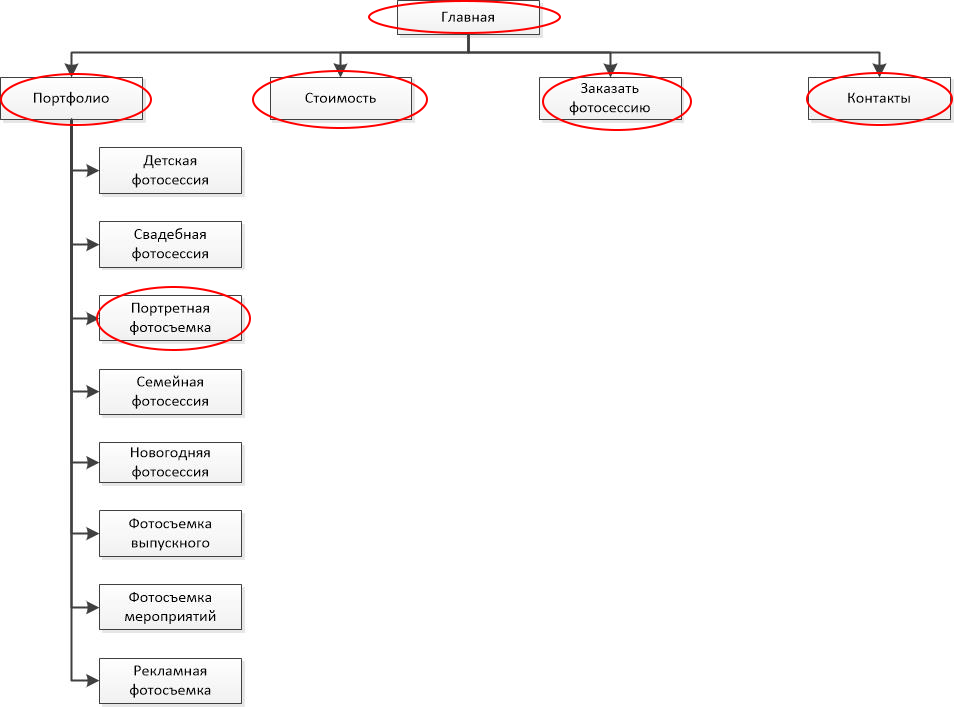 Главная
Портфолио
Стоимость
Заказать
фотосессию
Контакты
Детская
фотосессия
Свадебная
фотосессия
Портретная
фотосъемка
Семейная
фотосессия
Новогодняя
фотосессия
Фотосъемка
выпускного
Фотосъемка
мероприятий
Рекламная
фотосъемка